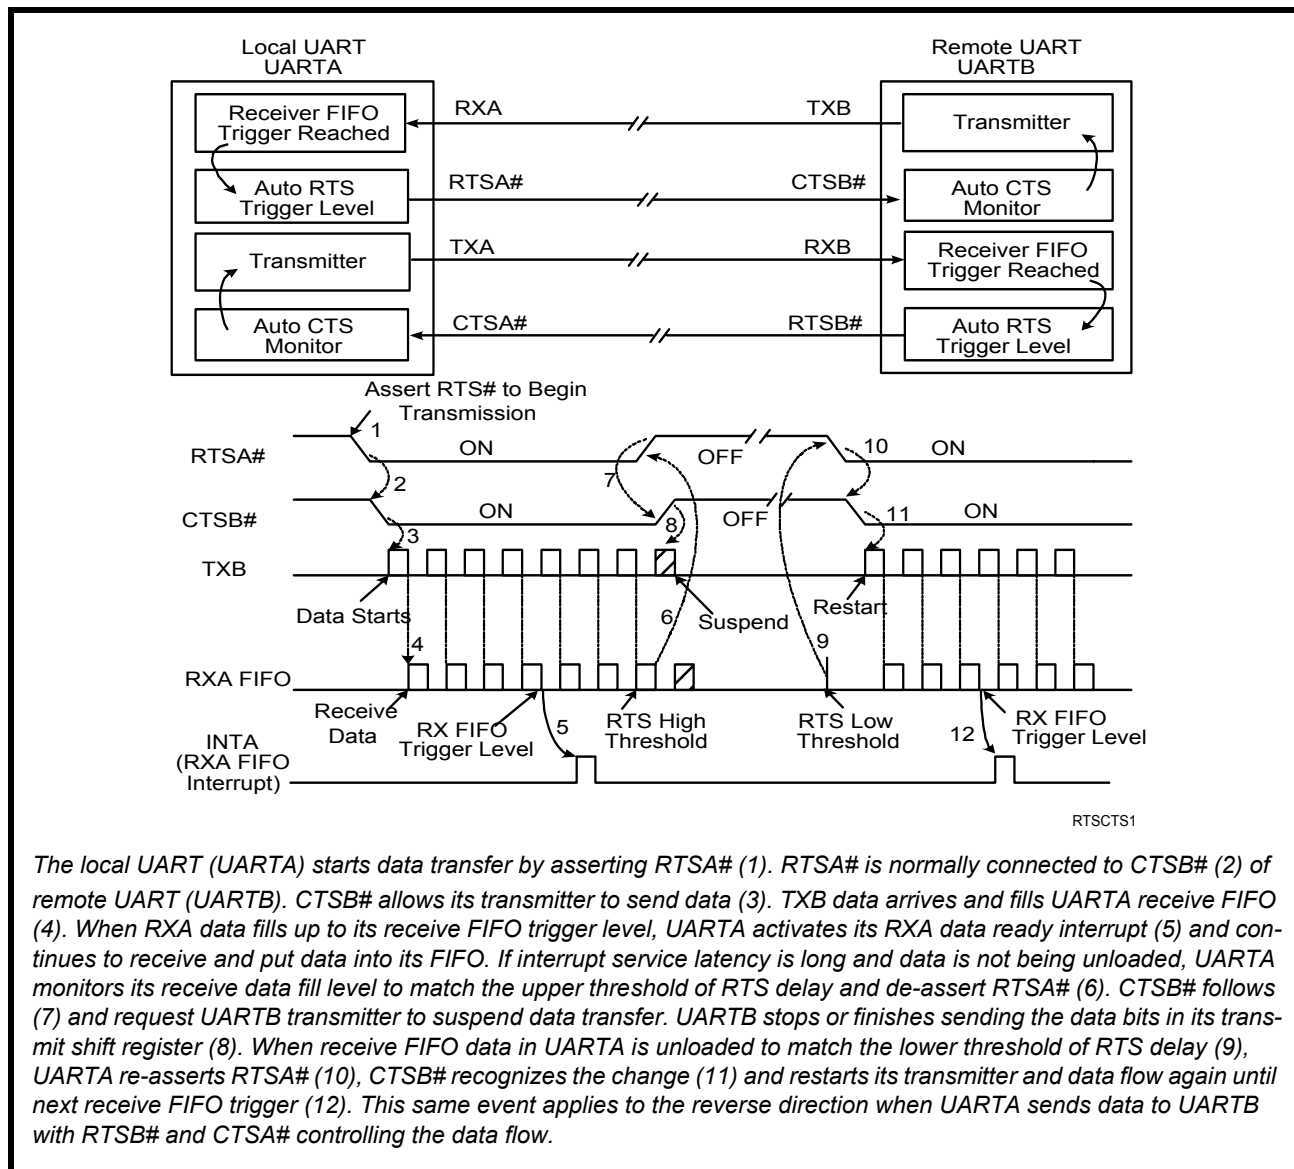 Local UART
UARTA
Remote UART
UARTB
Receiver FIFO
Trigger Reached
RXA
TXB
Transmitter
Auto RTS
Trigger Level
RTSA#
CTSB#
Auto CTS
Monitor
Transmitter
TXA
RXB
Receiver FIFO
Trigger Reached
Auto CTS
Monitor
CTSA#
RTSB#
Auto RTS
Trigger Level
Assert RTS# to Begin
Transmission
RTSA#
1
ON
OFF
10
ON
2
7
CTSB#
ON
8
OFF
11
ON
3
TXB
Data Starts
6
Suspend
Restart
4
9
RXA FIFO
Receive
Data
RX FIFO
Trigger Level
5
RTS High
Threshold
RTS Low
Threshold
12
RX FIFO
Trigger Level
INTA
(RXA FIFO
Interrupt)
RTSCTS1
The local UART (UARTA) starts data transfer by asserting RTSA# (1). RTSA# is normally connected to CTSB# (2) of
remote UART (UARTB). CTSB# allows its transmitter to send data (3). TXB data arrives and fills UARTA receive FIFO
(4). When RXA data fills up to its receive FIFO trigger level, UARTA activates its RXA data ready interrupt (5) and con-
tinues to receive and put data into its FIFO. If interrupt service latency is long and data is not being unloaded, UARTA
monitors its receive data fill level to match the upper threshold of RTS delay and de-assert RTSA# (6). CTSB# follows
(7) and request UARTB transmitter to suspend data transfer. UARTB stops or finishes sending the data bits in its trans-
mit shift register (8). When receive FIFO data in UARTA is unloaded to match the lower threshold of RTS delay (9),
UARTA re-asserts RTSA# (10), CTSB# recognizes the change (11) and restarts its transmitter and data flow again until
next receive FIFO trigger (12). This same event applies to the reverse direction when UARTA sends data to UARTB
with RTSB# and CTSA# controlling the data flow.